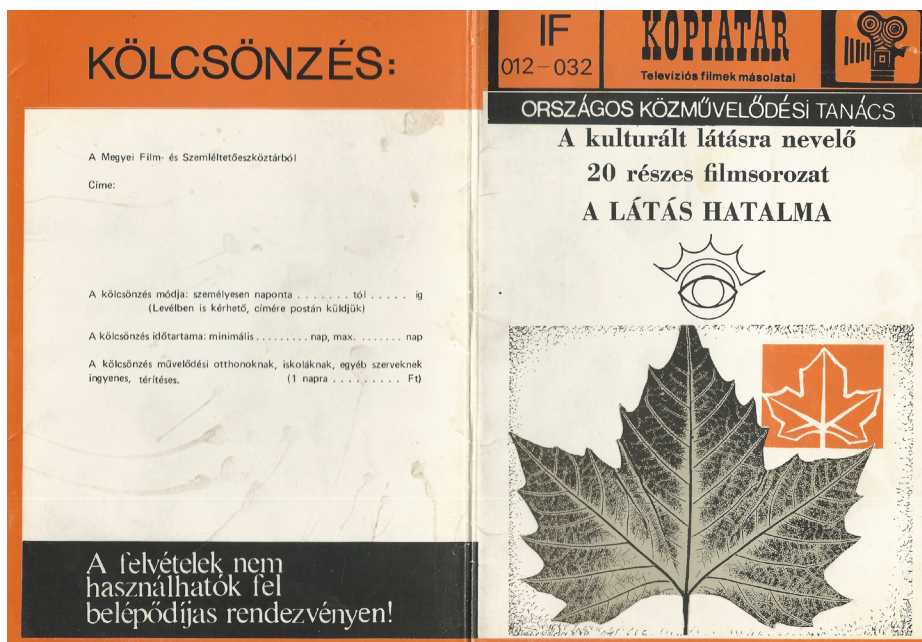 KÖLCSÖNZÉS:
A Megyei Film- és Szemléltetőeszköztárból
Címe:
A kölcsönzés módja: személyesen naponta . . . . . . . tól . . . . . ig
(Levélben is kérhető, címére postán küldjük)
A kölcsönzés időtartama: minimális . . . . . . . . . nap, max. . . . . . . . nap
A kölcsönzés művelődési otthonoknak, iskoláknak, egyéb szerveknek
ingyenes, térítéses. (1 napra . . . . . . . . . . Ft)
A felvételek nem
használhatók fel
belépődíjas rendezvényen!
IF
012–032
KÓPIATÁR
Televíziós filmek másolatai
ORSZÁGOS KÖZMŰVELŐDÉSI TANÁCS
A kulturált látásra nevelő
20 részes filmsorozat
A LÁTÁS HATALMA